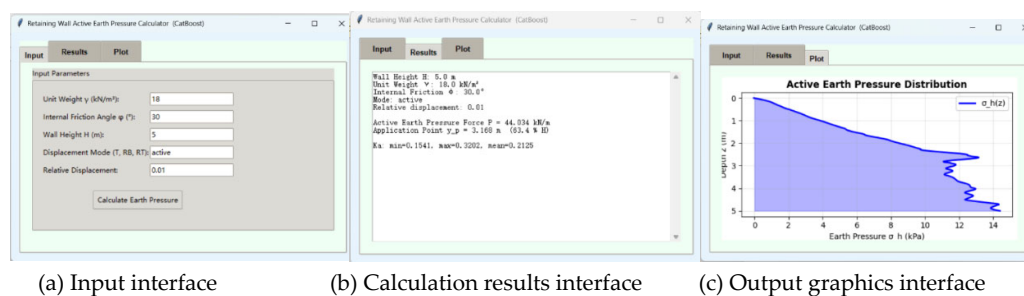 Retaining Wall Active Earth Pressure Calculator (CatBoost)
Input Results Plot
Input Parameters
Unit Weight γ (kN/m³): 18
Internal Friction Angle φ (°): 30
Wall Height H (m): 5
Displacement Mode (T, RB, RT): active
Relative Displacement: 0.01
Calculate Earth Pressure
(a) Input interface
Retaining Wall Active Earth Pressure Calculator (CatBoost)
Input Results Plot
Wall Height H: 5.0 m
Unit Weight γ: 18.0 kN/m³
Internal Friction Φ: 30.0°
Mode: active
Relative displacement: 0.01
Active Earth Pressure Force P = 44.034 kN/m
Application Point y_p = 3.168 m (63.4 % H)
Ka: min=0.1541, max=0.3202, mean=0.2125
(b) Calculation results interface
Retaining Wall Active Earth Pressure Calculator (CatBoost)
Input Results Plot
Active Earth Pressure Distribution
σ_h(z)
Depth z (m)
0
1
2
3
4
5
0 2 4 6 8 10 12 14
Earth Pressure σ_h (kPa)
(c) Output graphics interface